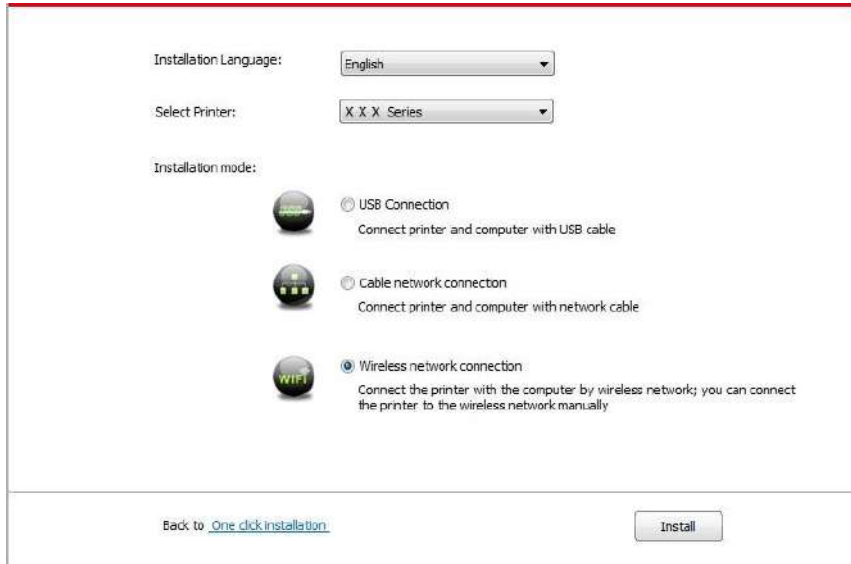 Installation Language:
English
Select Printer:
X X X Series
Installation mode:
USB Connection
Connect printer and computer with USB cable
Cable network connection
Connect printer and computer with network cable
WIFI
Wireless network connection
Connect the printer with the computer by wireless network; you can connect
the printer to the wireless network manually
Back to One click installation
Install